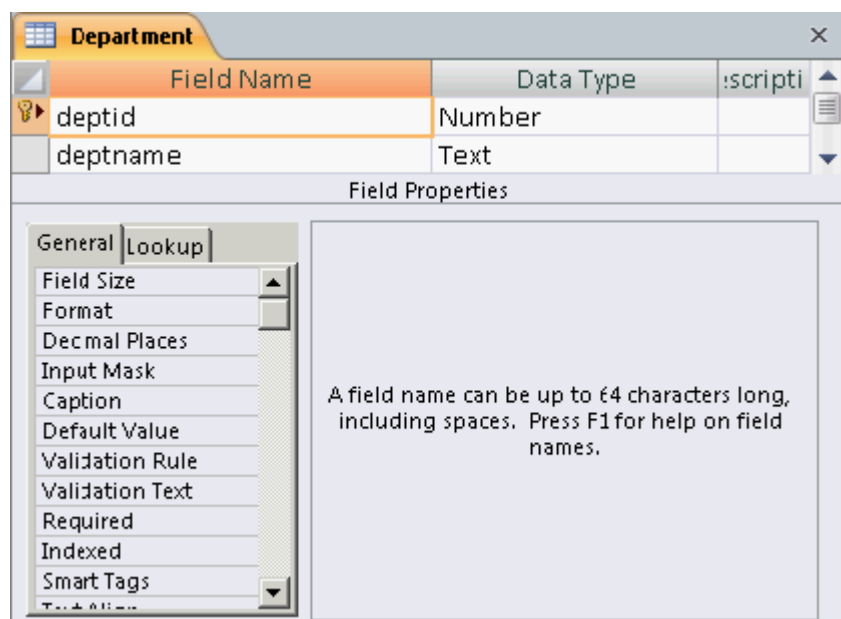 Department
Field Name Data Type scripti
deptid Number
deptname Text
Field Properties
General Lookup
Field Size
Format
Decmal Places
Input Mask
Caption
Default Value
Validation Rule
Validation Text
Required
Indexed
Smart Tags
A field name can be up to 64 characters long,
including spaces. Press F1 for help on field
names.